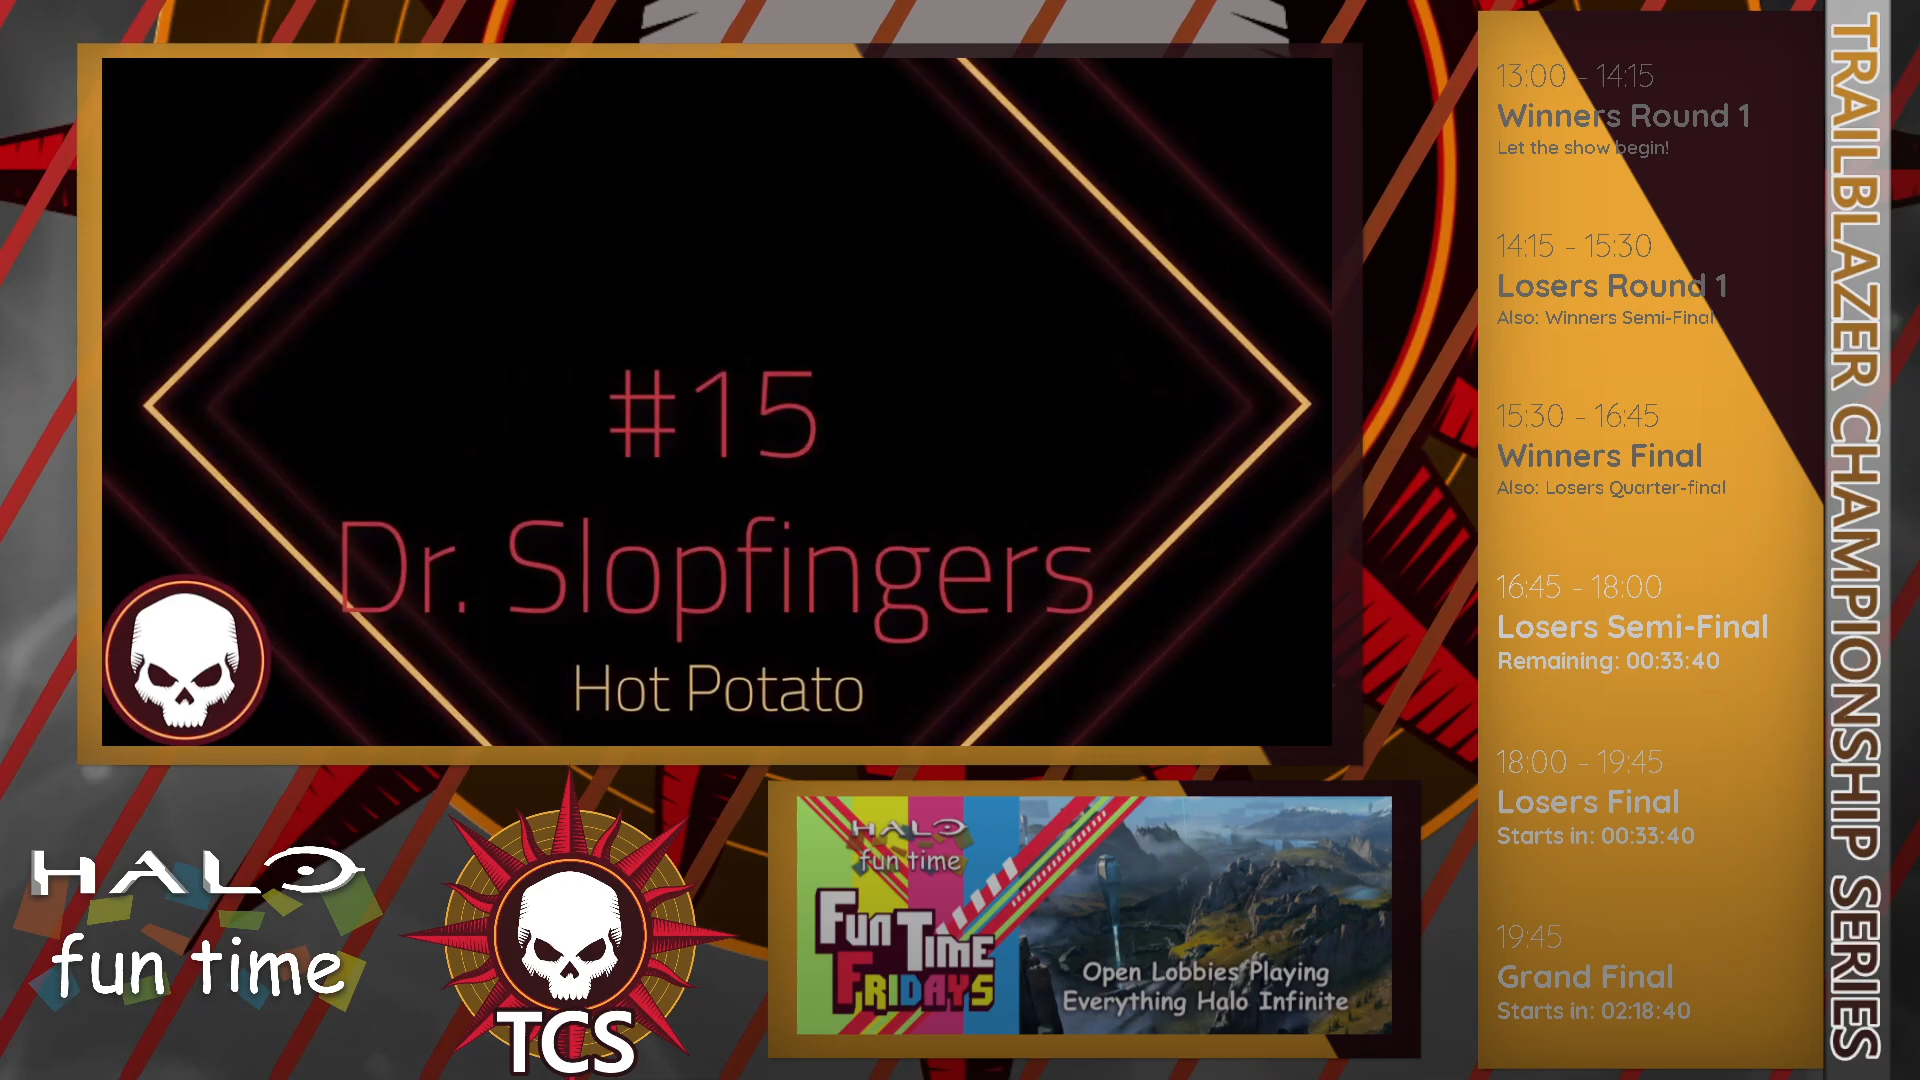 #15
Dr. Slopfingers
Hot Potato
13:00 - 14:15
Winners Round 1
Let the show begin!
14:15 - 15:30
Losers Round 1
Also: Winners Semi-Final
15:30 - 16:45
Winners Final
Also: Losers Quarter-final
16:45 - 18:00
Losers Semi-Final
Remaining: 00:33:40
18:00 - 19:45
Losers Final
Starts in: 00:33:40
19:45
Grand Final
Starts in: 02:18:40
TRAILBLAZER CHAMPIONSHIP SERIES
HALO
fun time
TCS
HALO
fun time
FUN TIME
FRIDAYS
Open Lobbies Playing
Everything Halo Infinite